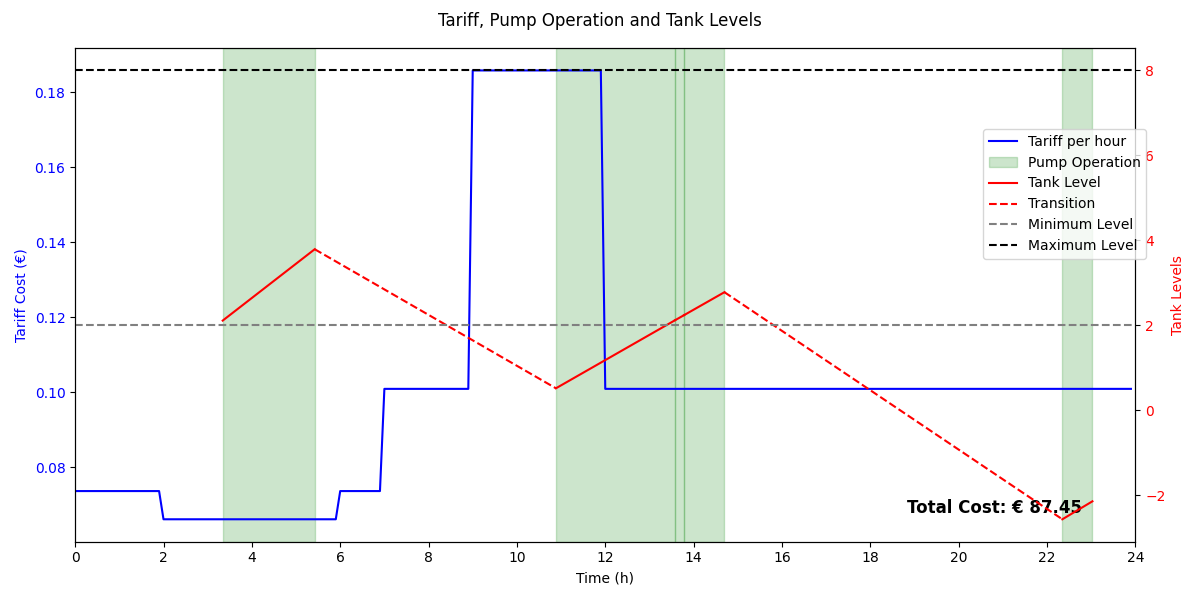 Tariff, Pump Operation and Tank Levels
Tariff Cost (€)
0.18
0.16
0.14
0.12
0.10
0.08
8
6
4
2
0
−2
Tank Levels
Tariff per hour
Pump Operation
Tank Level
Transition
Minimum Level
Maximum Level
Total Cost: € 87.45
0 2 4 6 8 10 12 14 16 18 20 22 24
Time (h)